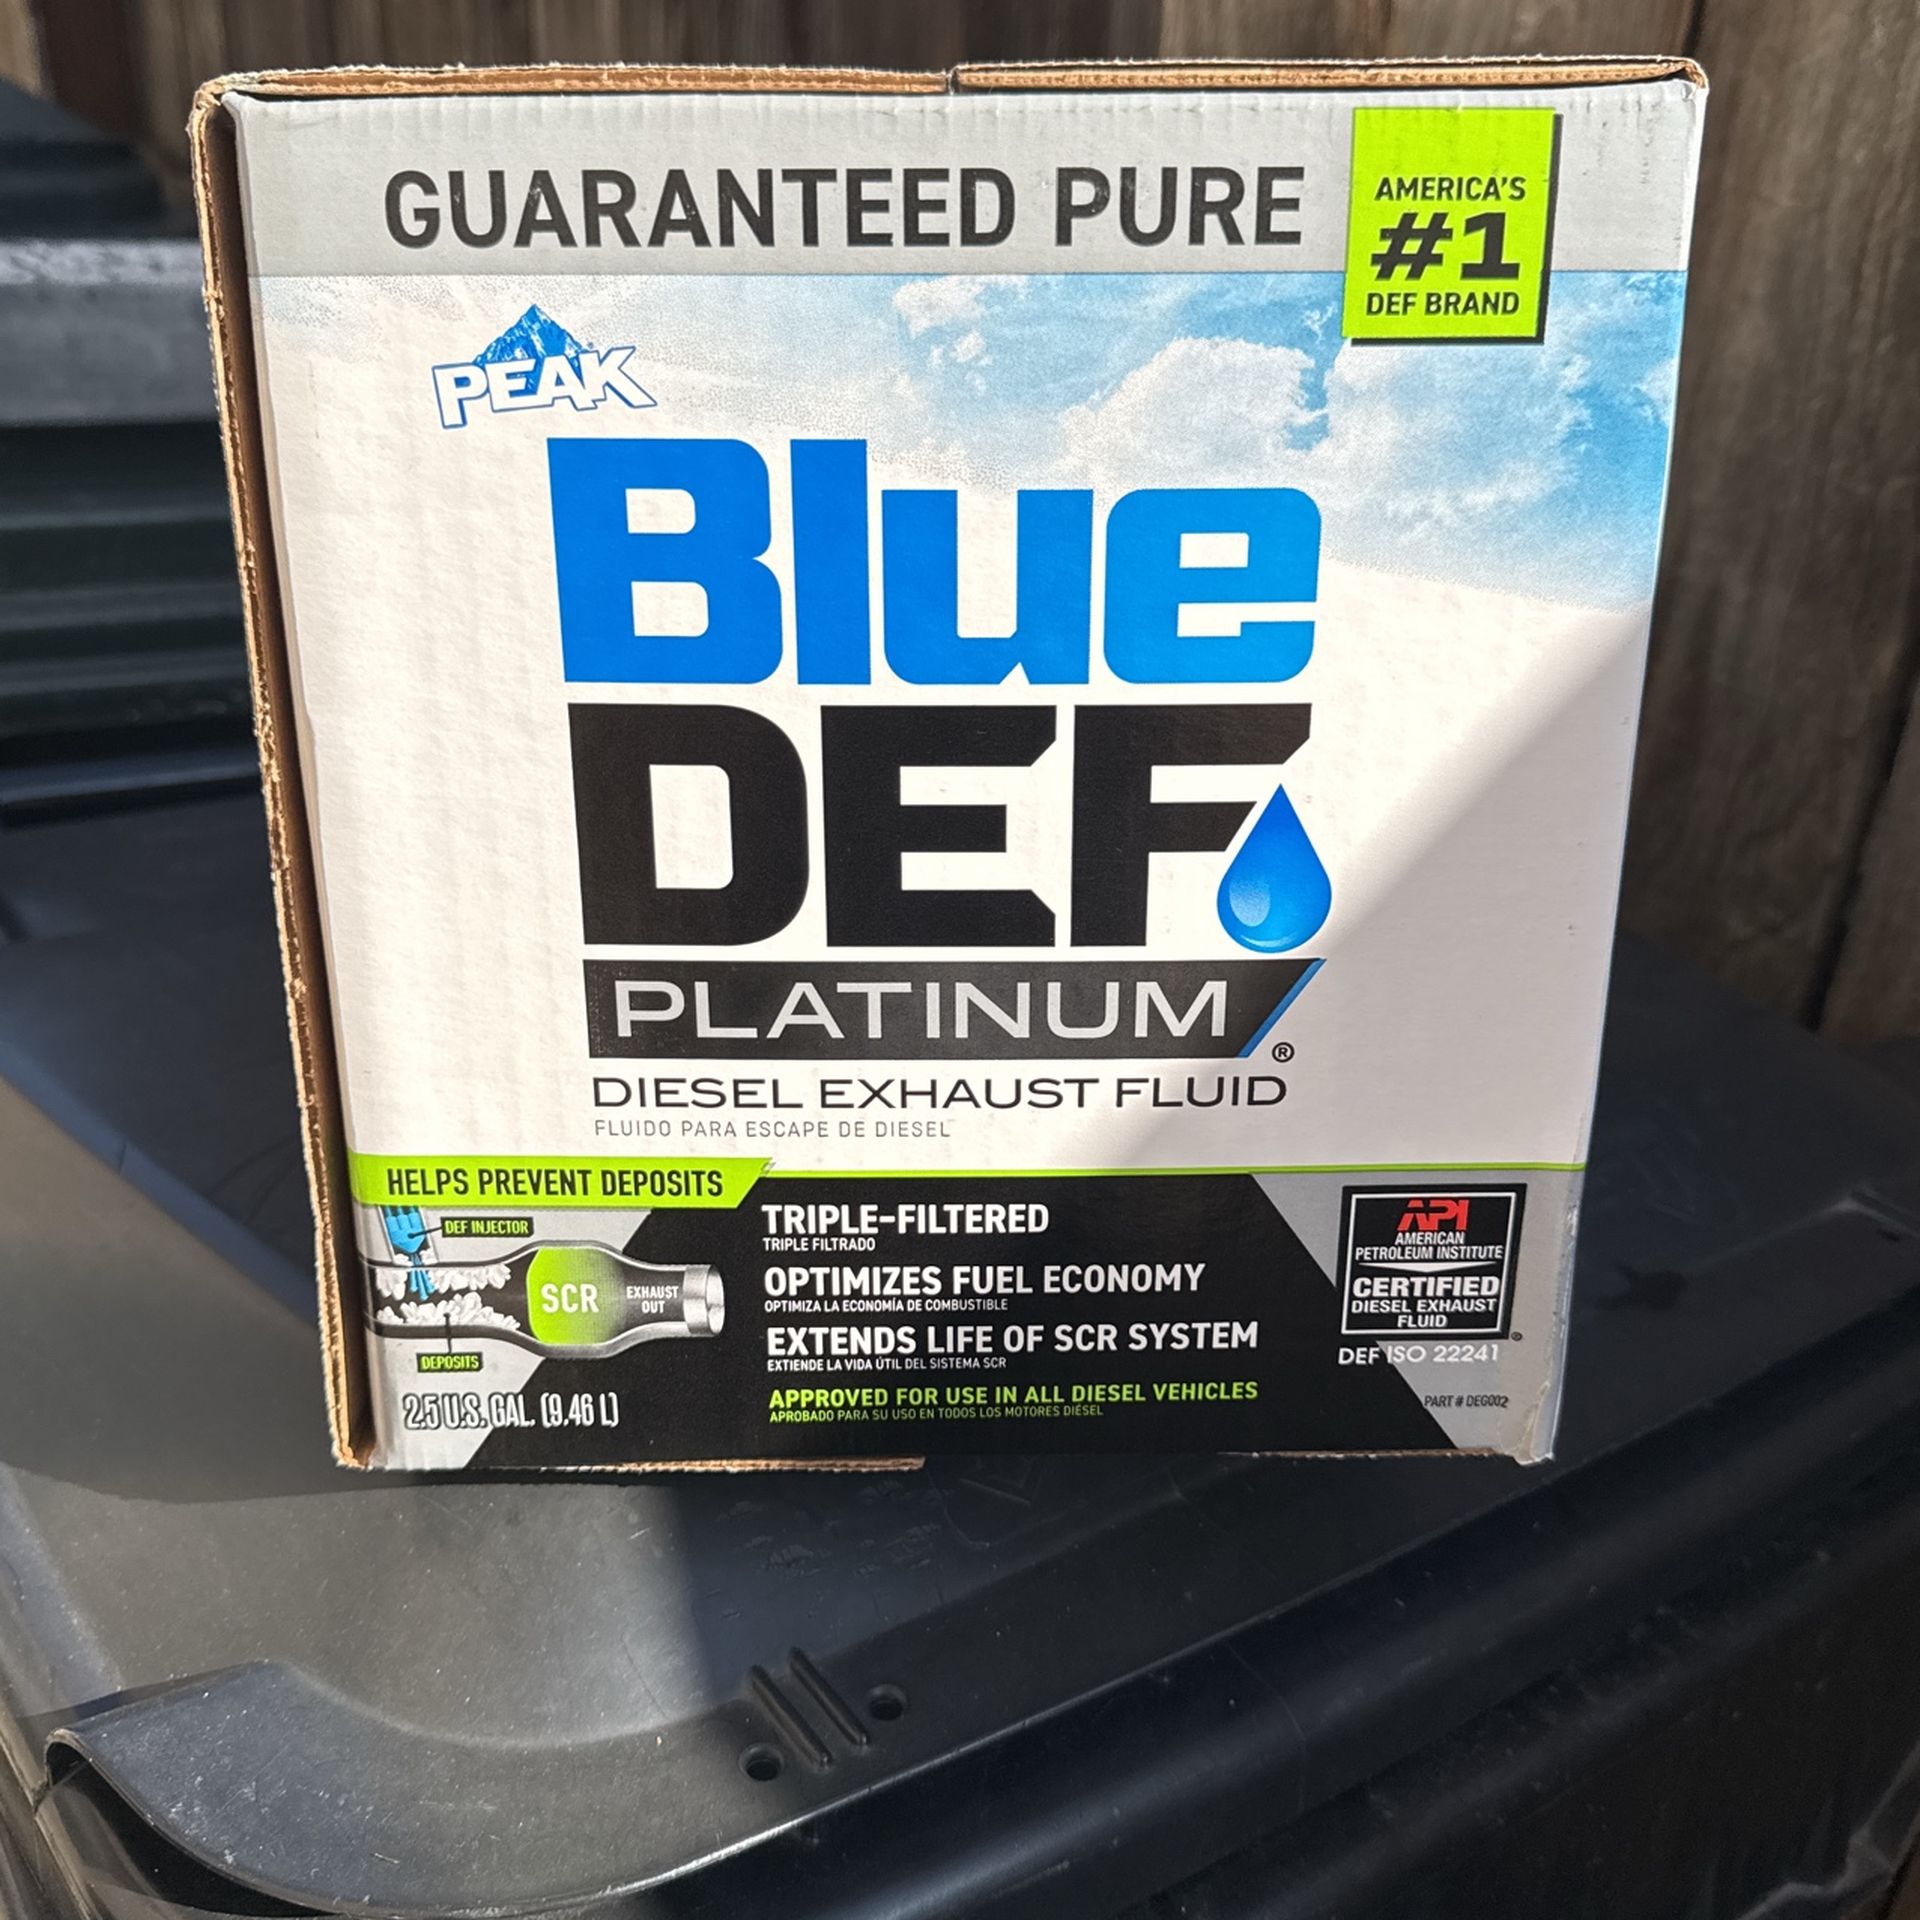 GUARANTEED PURE
AMERICA'S
#1
DEF BRAND
PEAK
Blue
DEF
PLATINUM®
DIESEL EXHAUST FLUID
FLUIDO PARA ESCAPE DE DIESEL
HELPS PREVENT DEPOSITS
DEF INJECTOR
SCR
EXHAUST
OUT
DEPOSITS
2.5 U.S. GAL. (9.46 L)
TRIPLE-FILTERED
TRIPLE FILTRADO
OPTIMIZES FUEL ECONOMY
OPTIMIZA LA ECONOMÍA DE COMBUSTIBLE
EXTENDS LIFE OF SCR SYSTEM
EXTIENDE LA VIDA ÚTIL DEL SISTEMA SCR
APPROVED FOR USE IN ALL DIESEL VEHICLES
APROBADO PARA SU USO EN TODOS LOS MOTORES DIÉSEL
API
AMERICAN
PETROLEUM INSTITUTE
CERTIFIED
DIESEL EXHAUST
FLUID
®
DEF ISO 22241
PART # DEG002